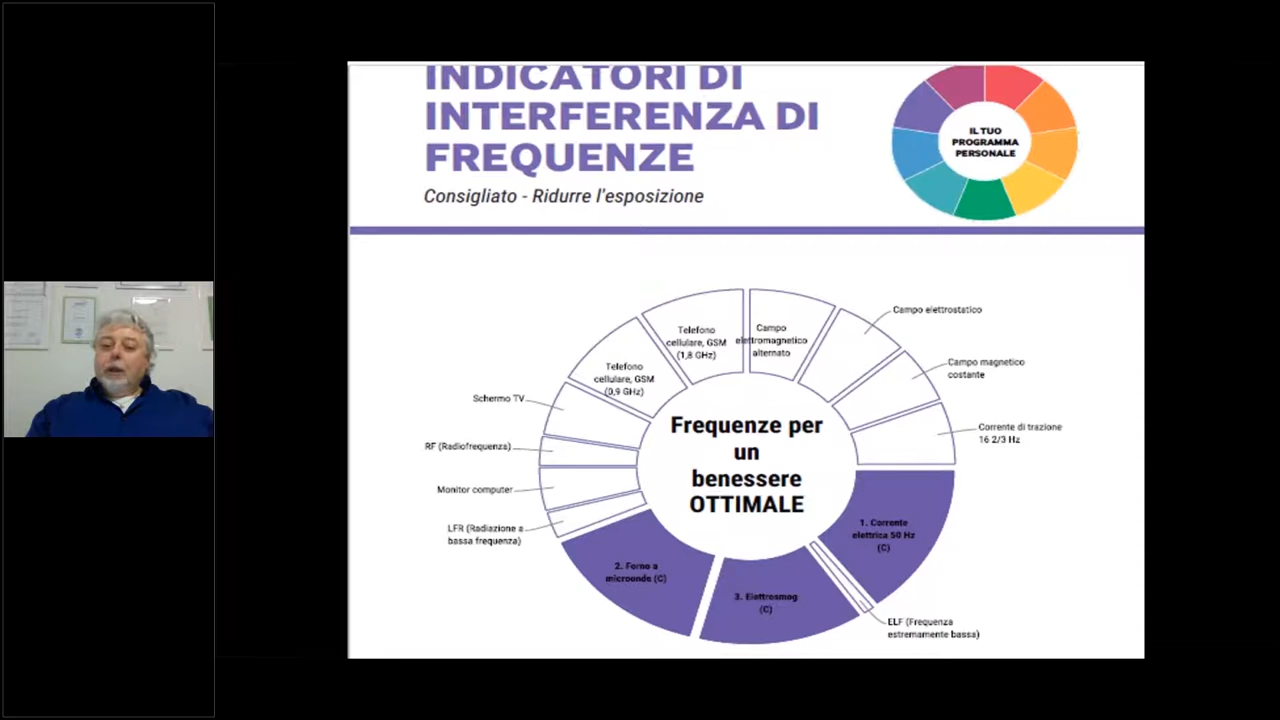 INDICATORI DI
INTERFERENZA DI
FREQUENZE
Consigliato - Ridurre l'esposizione
IL TUO
PROGRAMMA
PERSONALE
Campo elettrostatico
Telefono
cellulare, GSM
(1,8 GHz)
Campo
elettromagnetico
alternato
Campo magnetico
costante
Telefono
cellulare, GSM
(0,9 GHz)
Schermo TV
Corrente di trazione
16 2/3 Hz
RF (Radiofrequenza)
Frequenze per
un
benessere
OTTIMALE
Monitor computer
LFR (Radiazione a
bassa frequenza)
1. Corrente
elettrica 50 Hz
(C)
2. Forno a
microonde (C)
3. Elettrosmog
(C)
ELF (Frequenza
estremamente bassa)